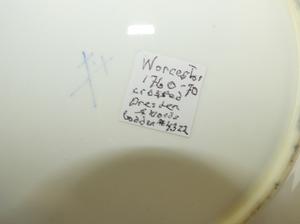 Worcester
1760-70
crossed
Dresden
swords
Godden #4322